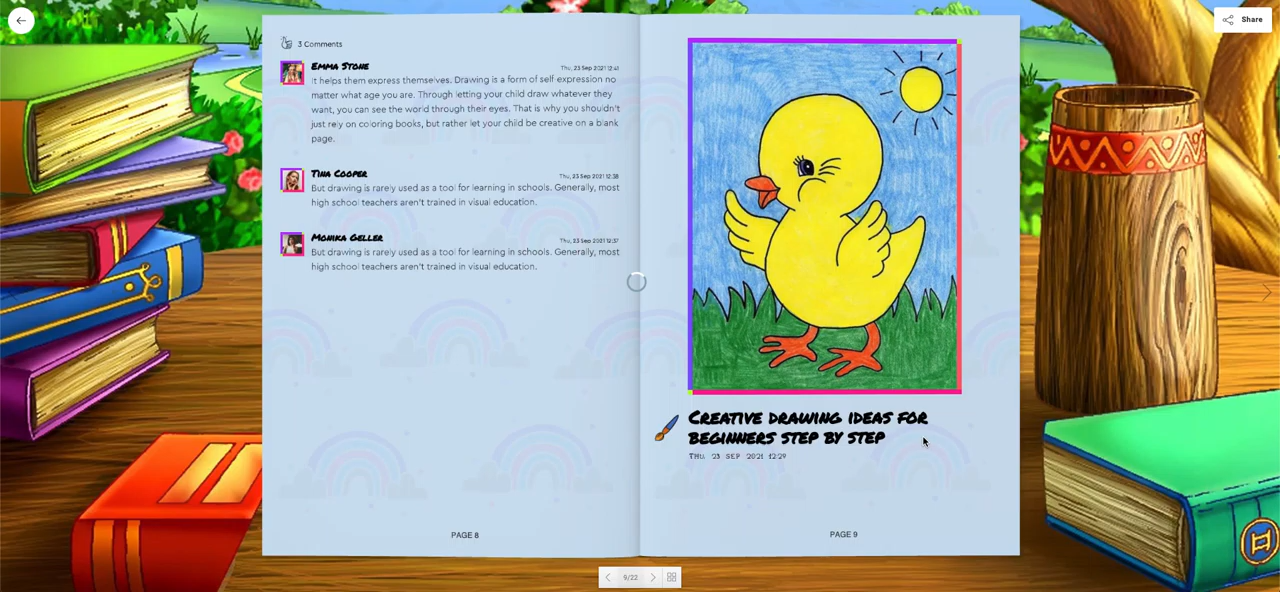 Share
3 Comments
Emma Stone
Thu, 23 Sep 2021 12:41
It helps them express themselves. Drawing is a form of self expression no
matter what age you are. Through letting your child draw whatever they
want, you can see the world through their eyes. That is why you shouldn't
just rely on coloring books, but rather let your child be creative on a blank
page.
Tina Cooper
Thu, 23 Sep 2021 12:38
But drawing is rarely used as a tool for learning in schools. Generally, most
high school teachers aren't trained in visual education.
Monika Geller
Thu, 23 Sep 2021 12:37
But drawing is rarely used as a tool for learning in schools. Generally, most
high school teachers aren't trained in visual education.
PAGE 8
Creative drawing ideas for
beginners step by step
THU, 23 SEP 2021 12:29
PAGE 9
9/22